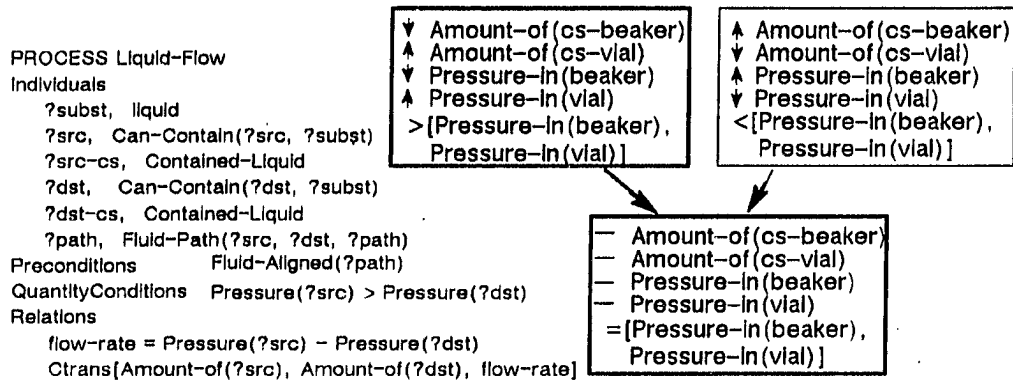 PROCESS Liquid-Flow
Individuals
?subst, liquid
?src, Can-Contain(?src, ?subst)
?src-cs, Contained-Liquid
?dst, Can-Contain(?dst, ?subst)
?dst-cs, Contained-Liquid
?path, Fluid-Path(?src, ?dst, ?path)
Preconditions Fluid-Aligned(?path)
QuantityConditions Pressure(?src) > Pressure(?dst)
Relations
flow-rate = Pressure(?src) – Pressure(?dst)
Ctrans[Amount-of(?src), Amount-of(?dst), flow-rate]
↓ Amount-of(cs-beaker)
↑ Amount-of(cs-vial)
↓ Pressure-in(beaker)
↑ Pressure-in(vial)
>[Pressure-in(beaker),
Pressure-in(vial)]
↑ Amount-of(cs-beaker)
↓ Amount-of(cs-vial)
↑ Pressure-in(beaker)
↓ Pressure-in(vial)
<[Pressure-in(beaker),
Pressure-in(vial)]
— Amount-of(cs-beaker)
— Amount-of(cs-vial)
— Pressure-in(beaker)
— Pressure-in(vial)
=[Pressure-in(beaker),
Pressure-in(vial)]